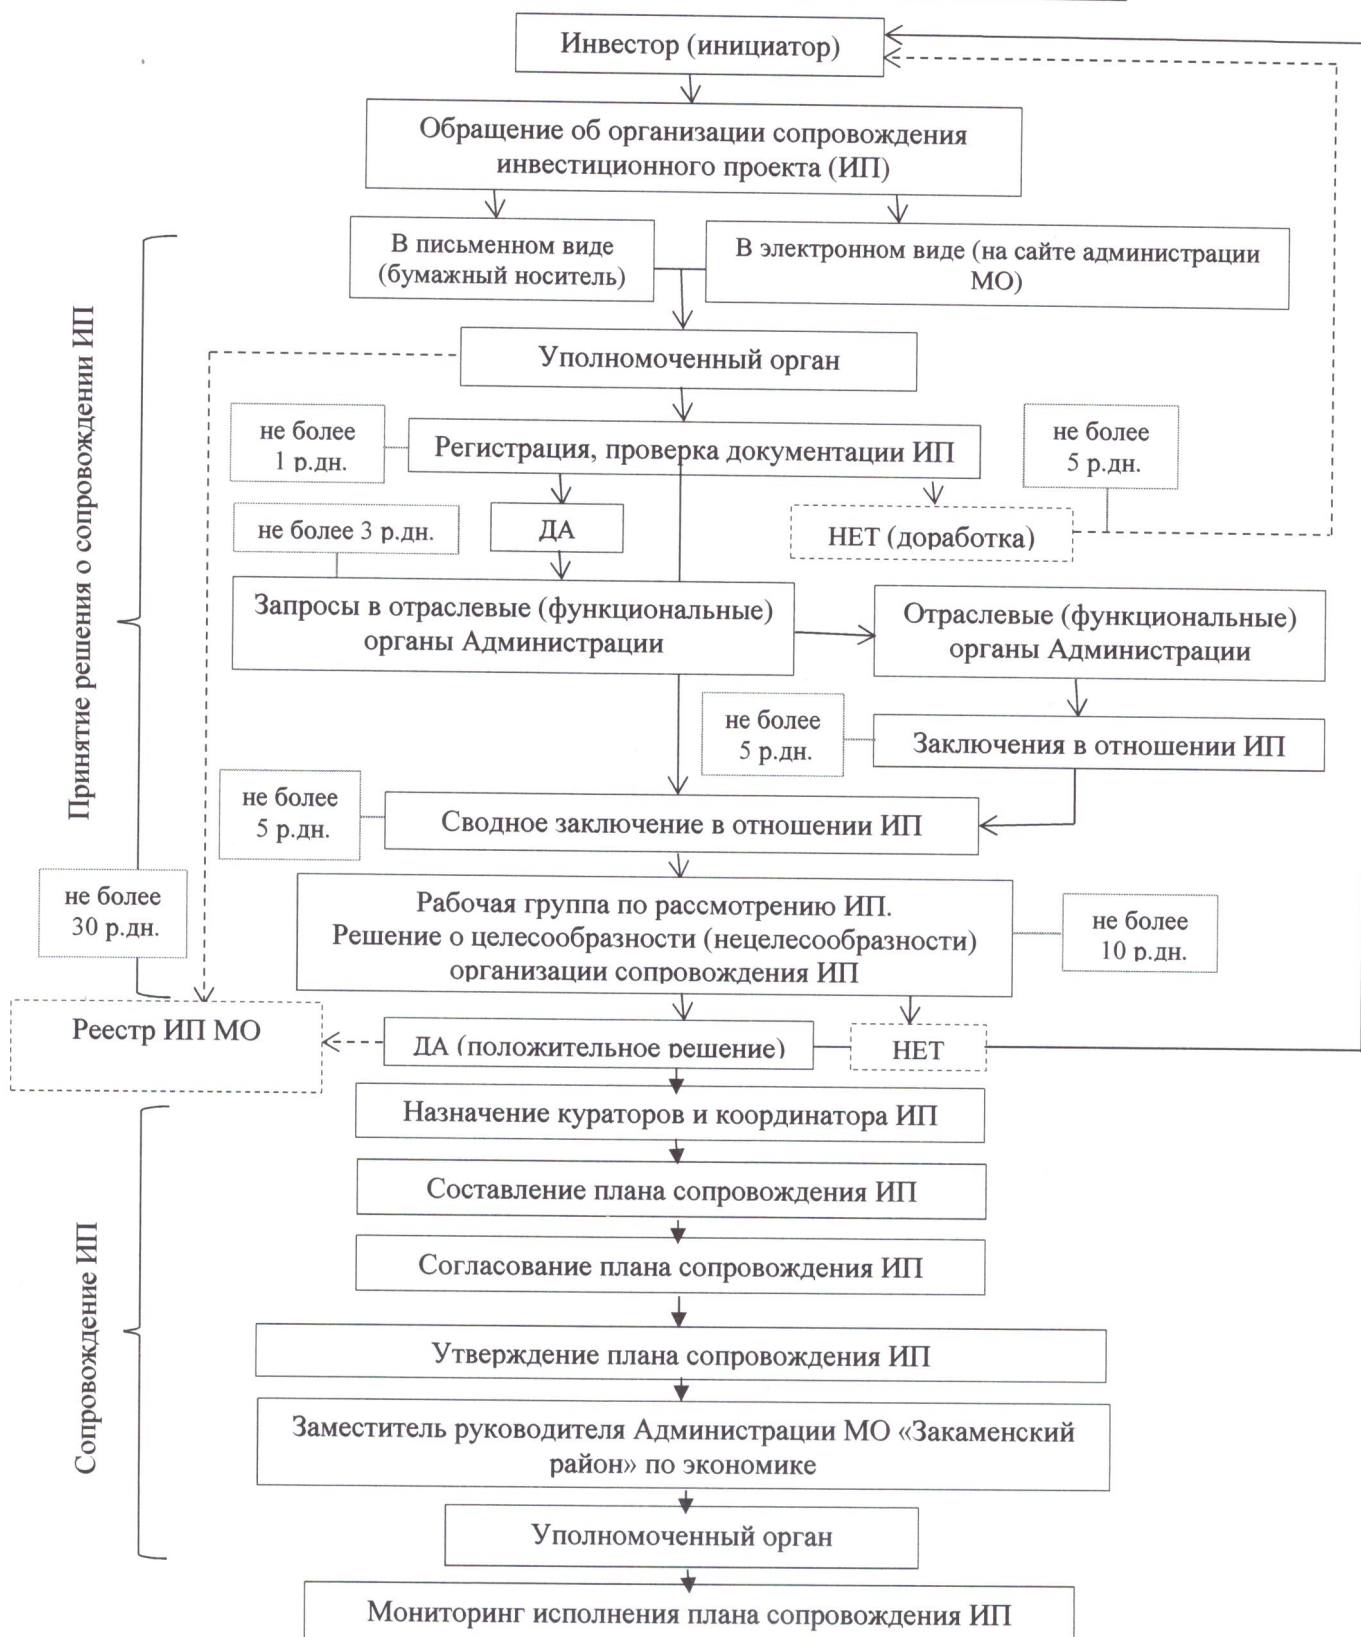 Инвестор (инициатор)
Обращение об организации сопровождения
инвестиционного проекта (ИП)
В письменном виде
(бумажный носитель)
В электронном виде (на сайте администрации
МО)
Принятие решения о сопровождении ИП
Уполномоченный орган
не более
1 р.дн.
Регистрация, проверка документации ИП
не более
5 р.дн.
не более 3 р.дн.
ДА
НЕТ (доработка)
Запросы в отраслевые (функциональные)
органы Администрации
Отраслевые (функциональные)
органы Администрации
не более
5 р.дн.
Заключения в отношении ИП
не более
5 р.дн.
Сводное заключение в отношении ИП
не более
30 р.дн.
Рабочая группа по рассмотрению ИП.
Решение о целесообразности (нецелесообразности)
организации сопровождения ИП
не более
10 р.дн.
Реестр ИП МО
ДА (положительное решение)
НЕТ
Сопровождение ИП
Назначение кураторов и координатора ИП
Составление плана сопровождения ИП
Согласование плана сопровождения ИП
Утверждение плана сопровождения ИП
Заместитель руководителя Администрации МО «Закаменский
район» по экономике
Уполномоченный орган
Мониторинг исполнения плана сопровождения ИП